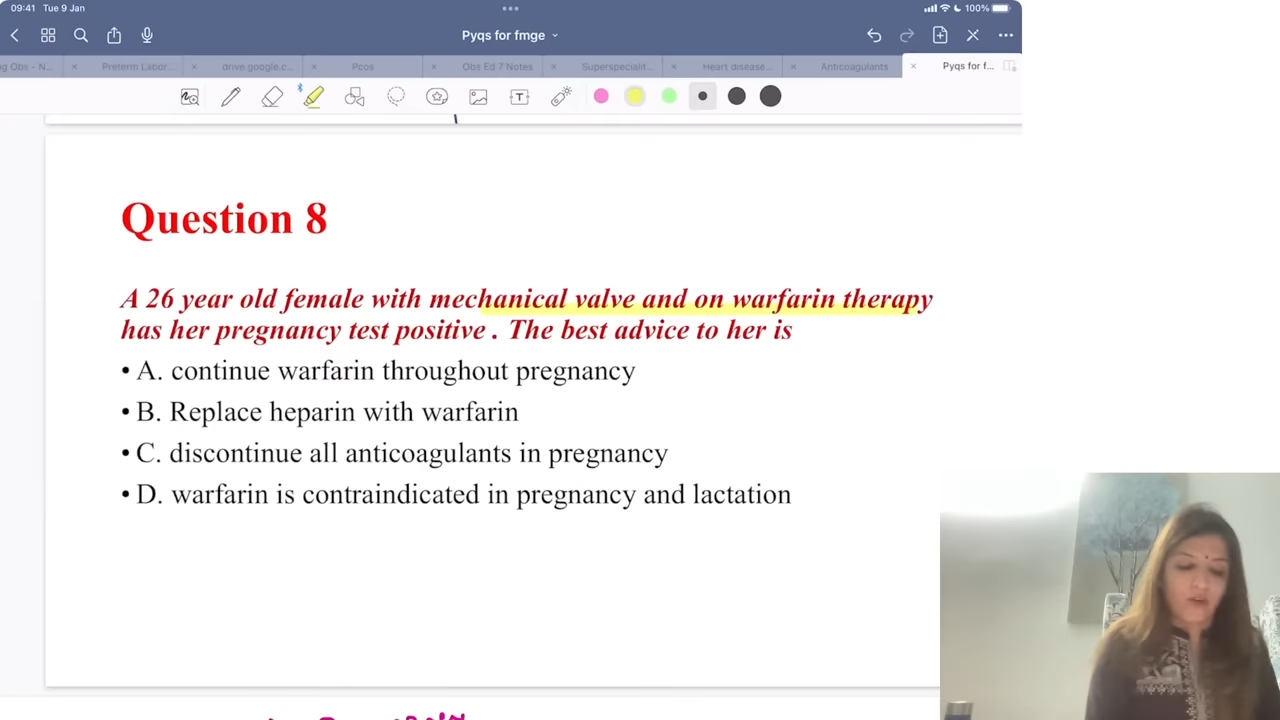 09:41 Tue 9 Jan
100%
Pyqs for fmge
g Obs - N...
Preterm Labor...
drive.google.c...
Pcos
Obs Ed 7 Notes
Superspecialit...
Heart disease...
Anticoagulants
Pyqs for f...
Question 8
A 26 year old female with mechanical valve and on warfarin therapy
has her pregnancy test positive . The best advice to her is
• A. continue warfarin throughout pregnancy
• B. Replace heparin with warfarin
• C. discontinue all anticoagulants in pregnancy
• D. warfarin is contraindicated in pregnancy and lactation